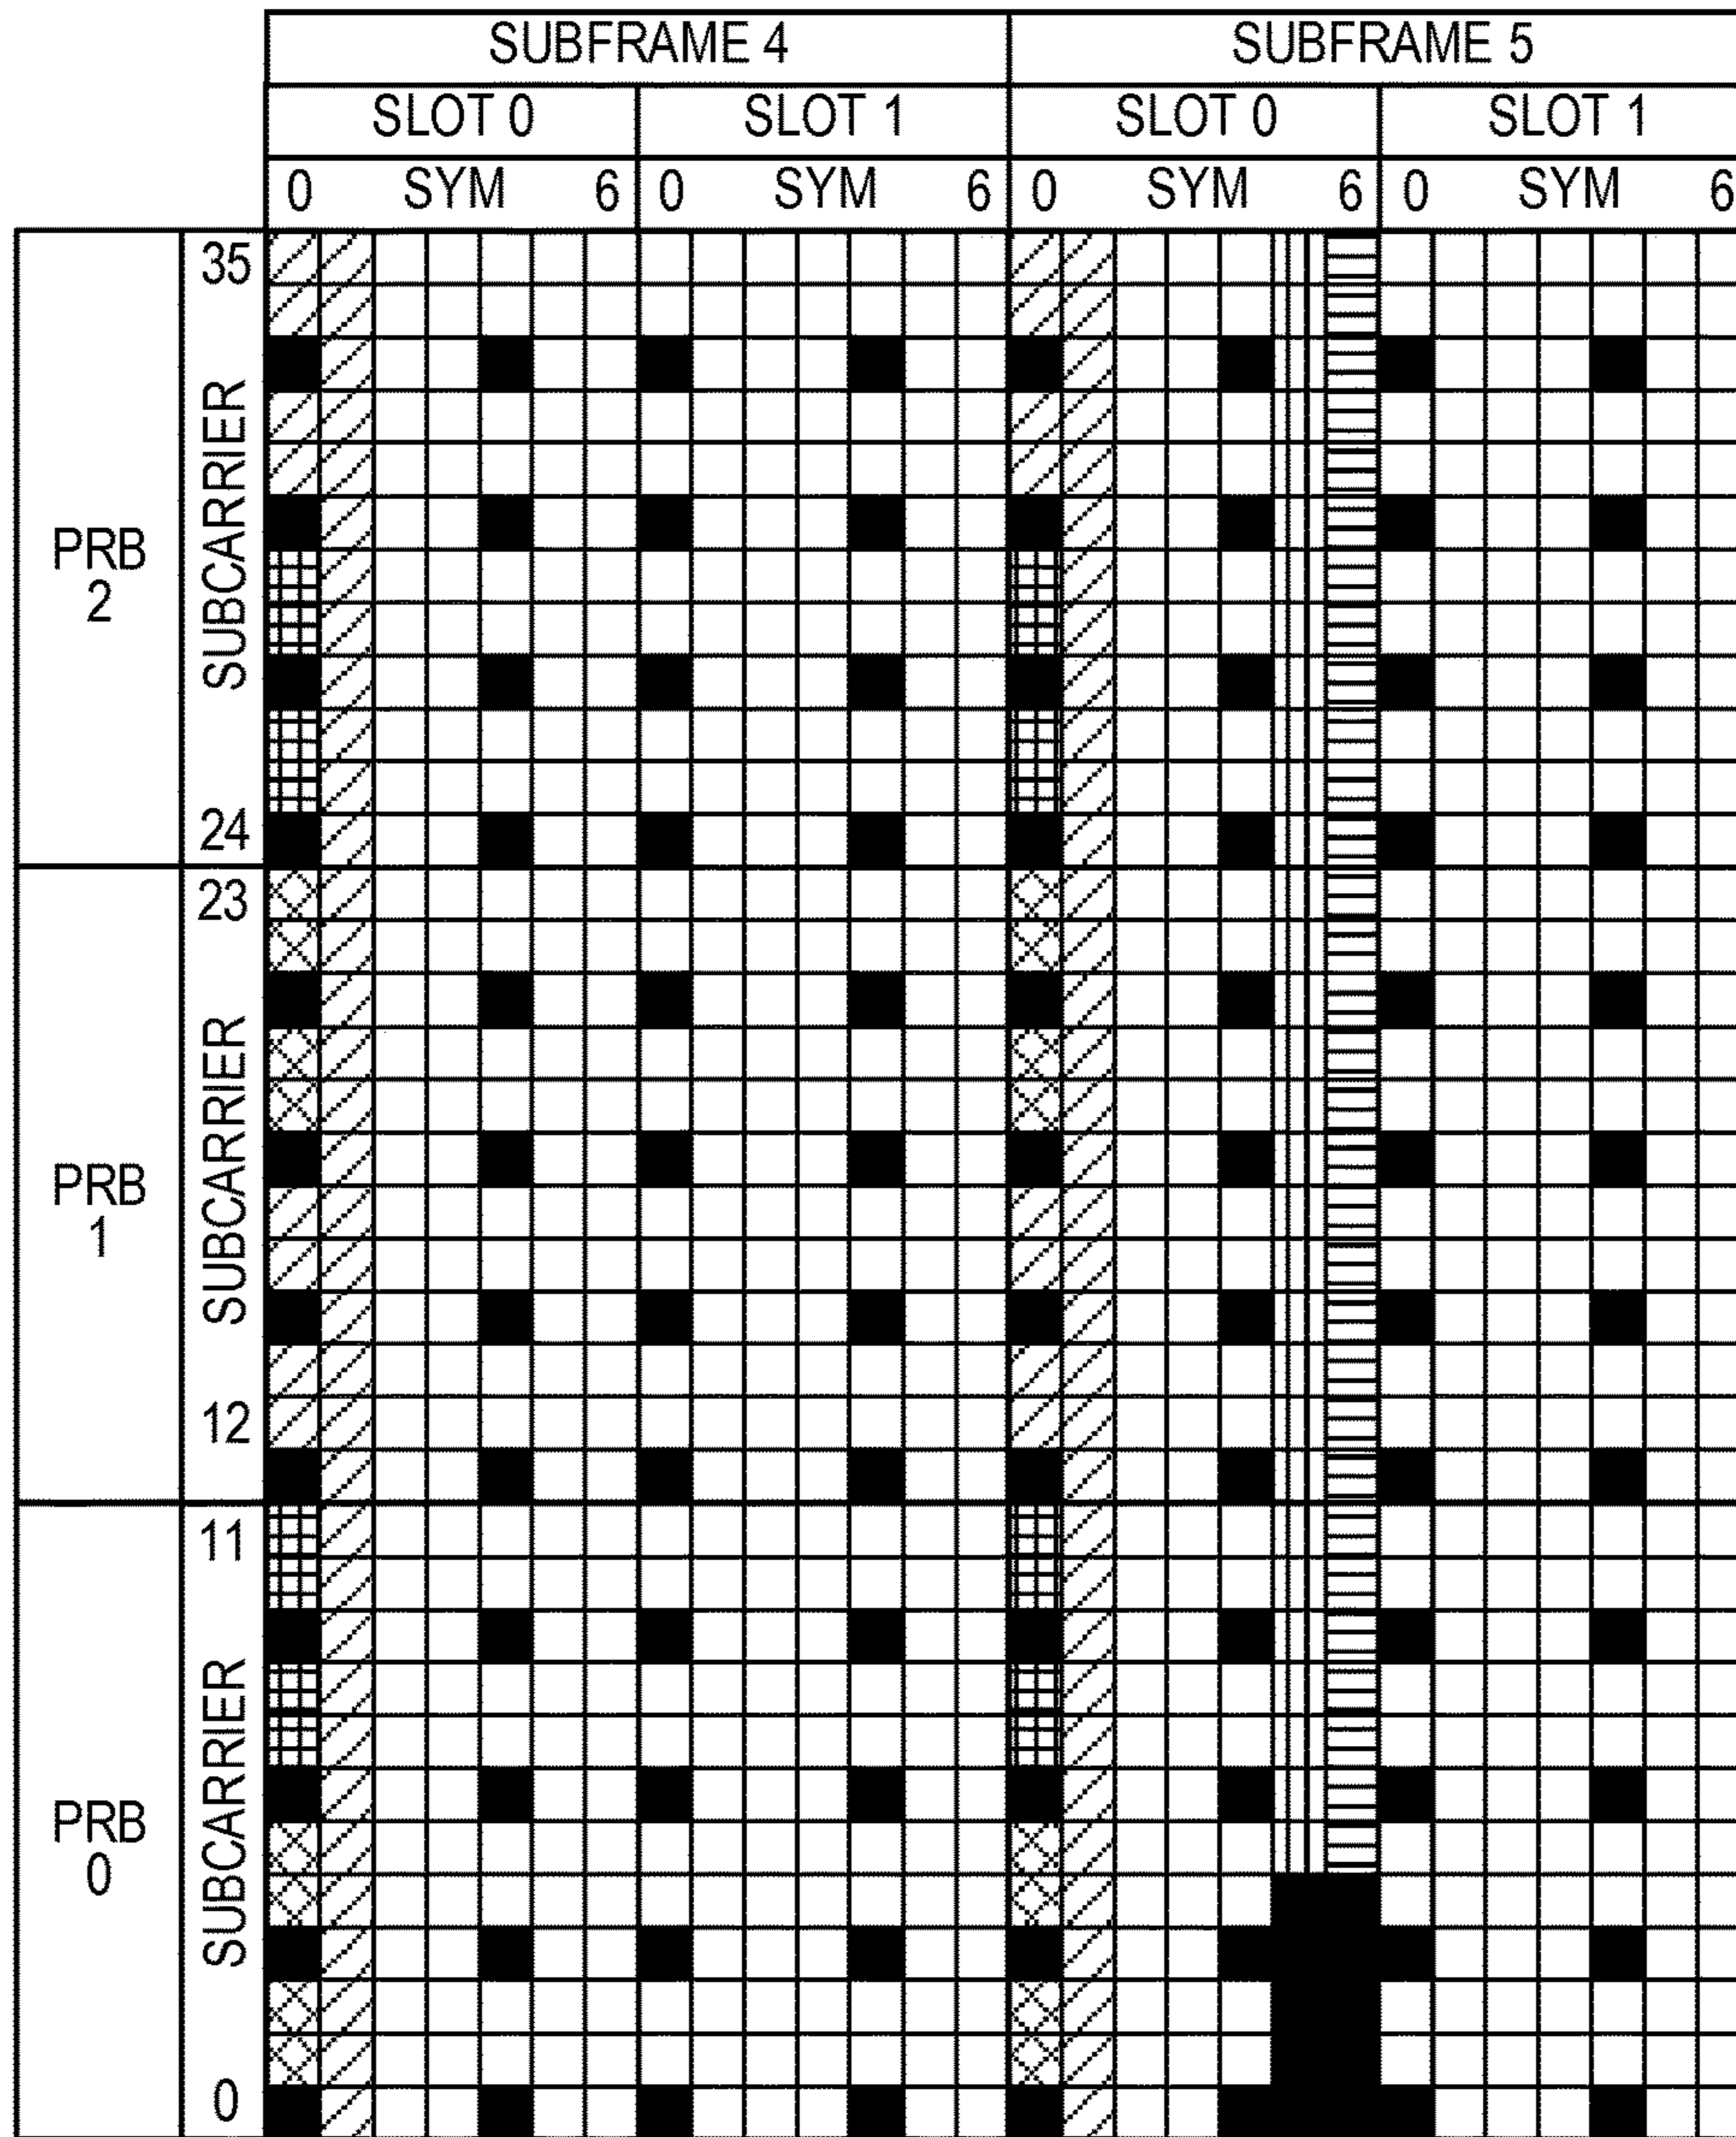 SUBFRAME 4 SUBFRAME 5
SLOT 0 SLOT 1 SLOT 0 SLOT 1
0 SYM 6 0 SYM 6 0 SYM 6 0 SYM 6
35
SUBCARRIER
PRB
2
24
23
SUBCARRIER
PRB
1
12
11
SUBCARRIER
PRB
0
0